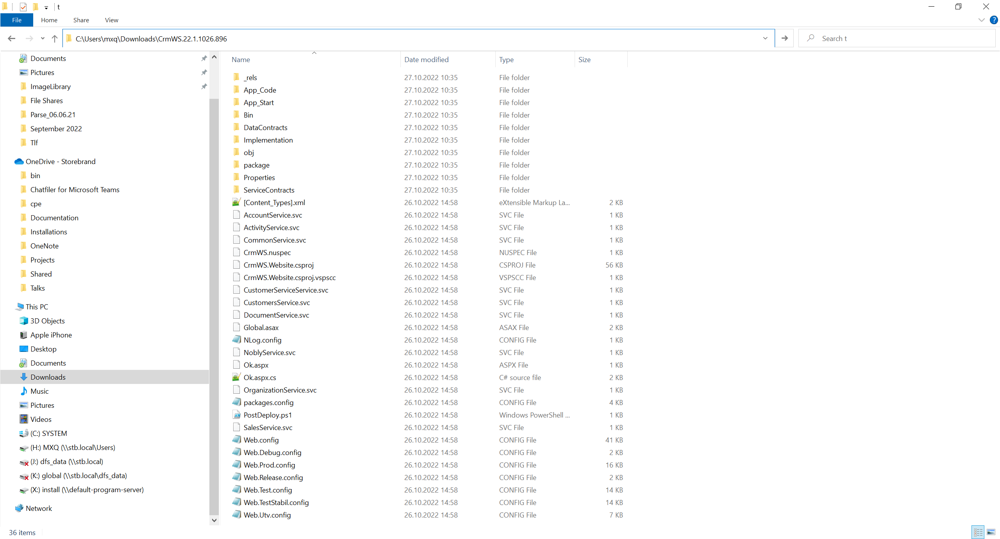 t
File Home Share View
C:\Users\mxq\Downloads\CrmWS.22.1.1026.896
Search t
Documents
Pictures
ImageLibrary
File Shares
Parse_06.06.21
September 2022
Tlf
OneDrive - Storebrand
bin
Chatfiler for Microsoft Teams
cpe
Documentation
Installations
OneNote
Projects
Shared
Talks
This PC
3D Objects
Apple iPhone
Desktop
Documents
Downloads
Music
Pictures
Videos
(C:) SYSTEM
(H:) MXQ (\\stb.local\Users)
(J:) dfs_data (\\stb.local)
(K:) global (\\stb.local\dfs_data)
(X:) install (\\default-program-server)
Network
Name Date modified Type Size
_rels 27.10.2022 10:35 File folder
App_Code 27.10.2022 10:35 File folder
App_Start 27.10.2022 10:35 File folder
Bin 27.10.2022 10:35 File folder
DataContracts 27.10.2022 10:35 File folder
Implementation 27.10.2022 10:35 File folder
obj 27.10.2022 10:35 File folder
package 27.10.2022 10:35 File folder
Properties 27.10.2022 10:35 File folder
ServiceContracts 27.10.2022 10:35 File folder
[Content_Types].xml 26.10.2022 14:58 eXtensible Markup La... 2 KB
AccountService.svc 26.10.2022 14:58 SVC File 1 KB
ActivityService.svc 26.10.2022 14:58 SVC File 1 KB
CommonService.svc 26.10.2022 14:58 SVC File 1 KB
CrmWS.nuspec 26.10.2022 14:58 NUSPEC File 1 KB
CrmWS.Website.csproj 26.10.2022 14:58 CSPROJ File 56 KB
CrmWS.Website.csproj.vspscc 26.10.2022 14:58 VSPSCC File 1 KB
CustomerServiceService.svc 26.10.2022 14:58 SVC File 1 KB
CustomersService.svc 26.10.2022 14:58 SVC File 1 KB
DocumentService.svc 26.10.2022 14:58 SVC File 1 KB
Global.asax 26.10.2022 14:58 ASAX File 2 KB
NLog.config 26.10.2022 14:58 CONFIG File 1 KB
NoblyService.svc 26.10.2022 14:58 SVC File 1 KB
Ok.aspx 26.10.2022 14:58 ASPX File 1 KB
Ok.aspx.cs 26.10.2022 14:58 C# source file 2 KB
OrganizationService.svc 26.10.2022 14:58 SVC File 1 KB
packages.config 26.10.2022 14:58 CONFIG File 4 KB
PostDeploy.ps1 26.10.2022 14:58 Windows PowerShell ... 1 KB
SalesService.svc 26.10.2022 14:58 SVC File 1 KB
Web.config 26.10.2022 14:58 CONFIG File 41 KB
Web.Debug.config 26.10.2022 14:58 CONFIG File 2 KB
Web.Prod.config 26.10.2022 14:58 CONFIG File 16 KB
Web.Release.config 26.10.2022 14:58 CONFIG File 2 KB
Web.Test.config 26.10.2022 14:58 CONFIG File 14 KB
Web.TestStabil.config 26.10.2022 14:58 CONFIG File 14 KB
Web.Utv.config 26.10.2022 14:58 CONFIG File 7 KB
36 items